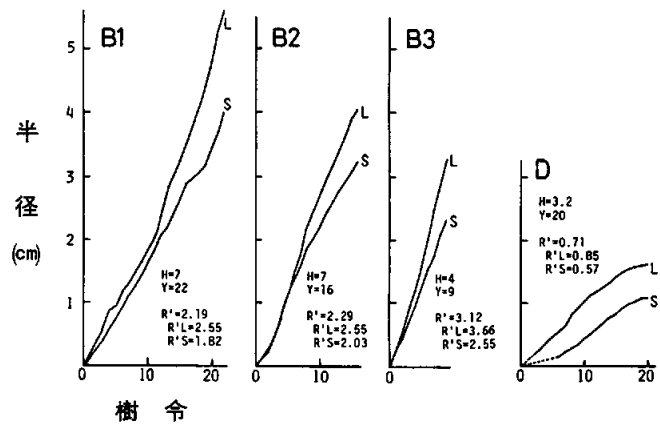 B1
B2
B3
D
5
4
3
2
1
半
径
(cm)
L
S
H=7
Y=22
R'=2.19
R'L=2.55
R'S=1.82
0
10
20
L
S
H=7
Y=16
R'=2.29
R'L=2.55
R'S=2.03
0
10
L
S
H=4
Y=9
R'=3.12
R'L=3.66
R'S=2.55
0
H=3.2
Y=20
R'=0.71
R'L=0.85
R'S=0.57
L
S
0
10
20
樹 令